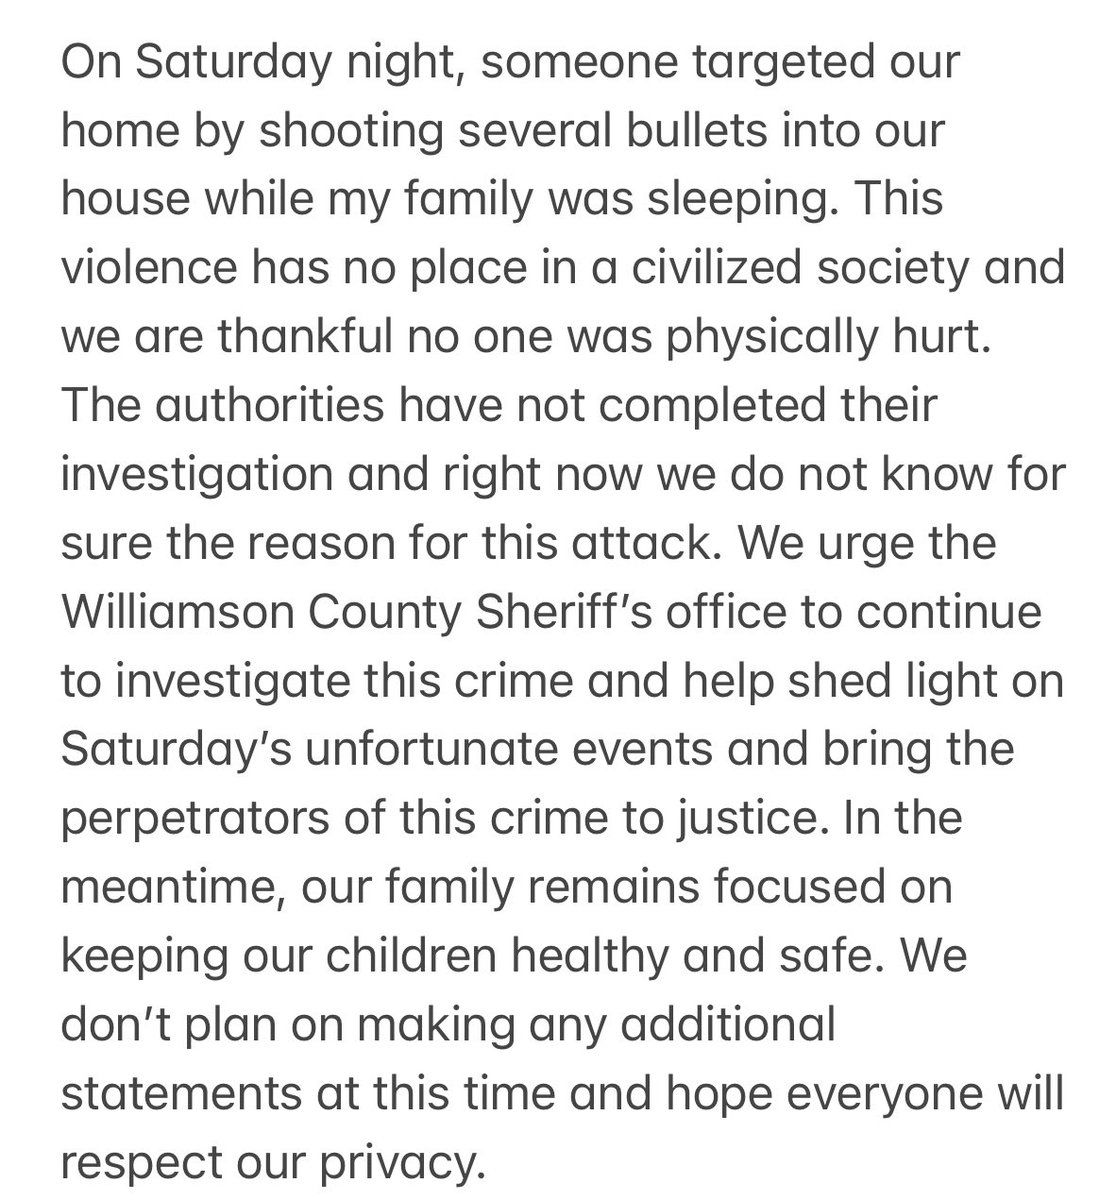 On Saturday night, someone targeted our
home by shooting several bullets into our
house while my family was sleeping. This
violence has no place in a civilized society and
we are thankful no one was physically hurt.
The authorities have not completed their
investigation and right now we do not know for
sure the reason for this attack. We urge the
Williamson County Sheriff’s office to continue
to investigate this crime and help shed light on
Saturday’s unfortunate events and bring the
perpetrators of this crime to justice. In the
meantime, our family remains focused on
keeping our children healthy and safe. We
don’t plan on making any additional
statements at this time and hope everyone will
respect our privacy.